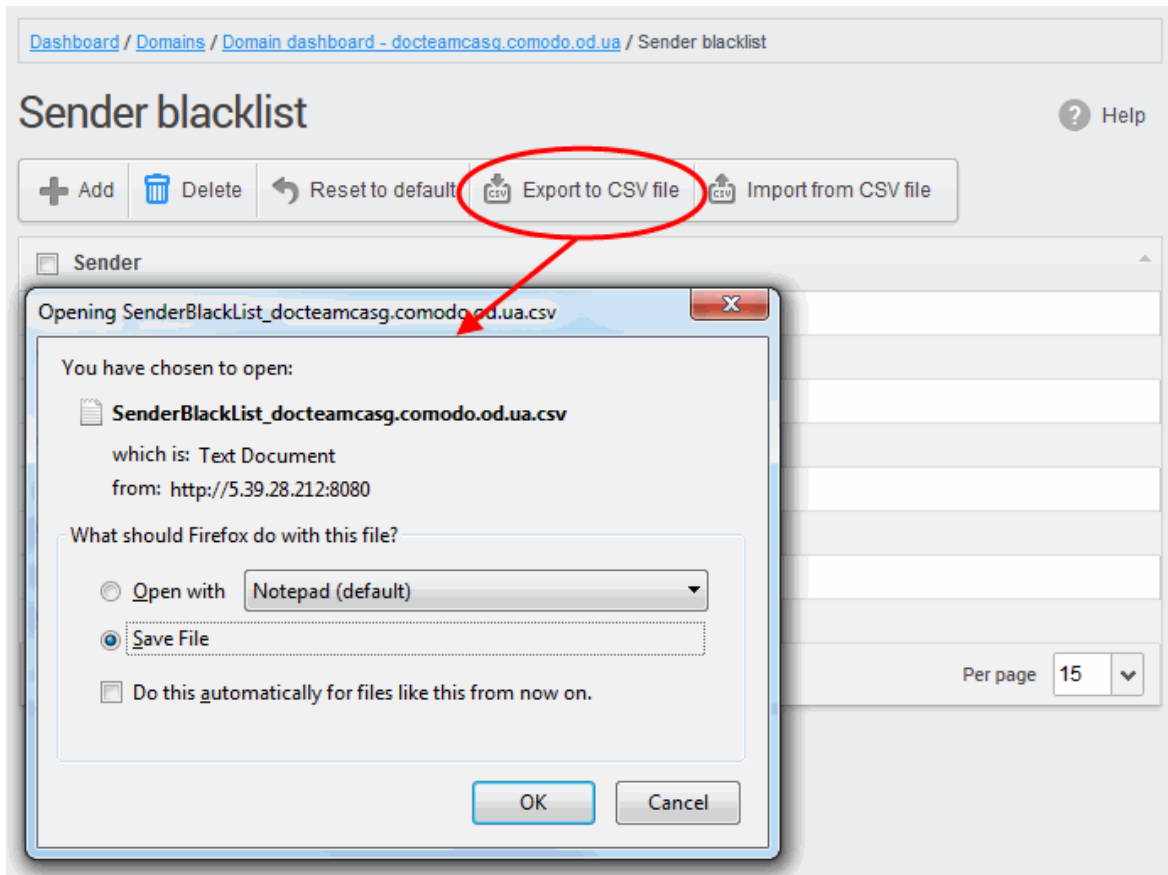 Dashboard / Domains / Domain dashboard - docteamcasg.comodo.od.ua / Sender blacklist
Sender blacklist
? Help
Add Delete Reset to default CSV Export to CSV file CSV Import from CSV file
Sender
Opening SenderBlackList_docteamcasg.comodo.od.ua.csv
You have chosen to open:
SenderBlackList_docteamcasg.comodo.od.ua.csv
which is: Text Document
from: http://5.39.28.212:8080
What should Firefox do with this file?
Open with Notepad (default)
Save File
Do this automatically for files like this from now on.
Per page 15
OK Cancel